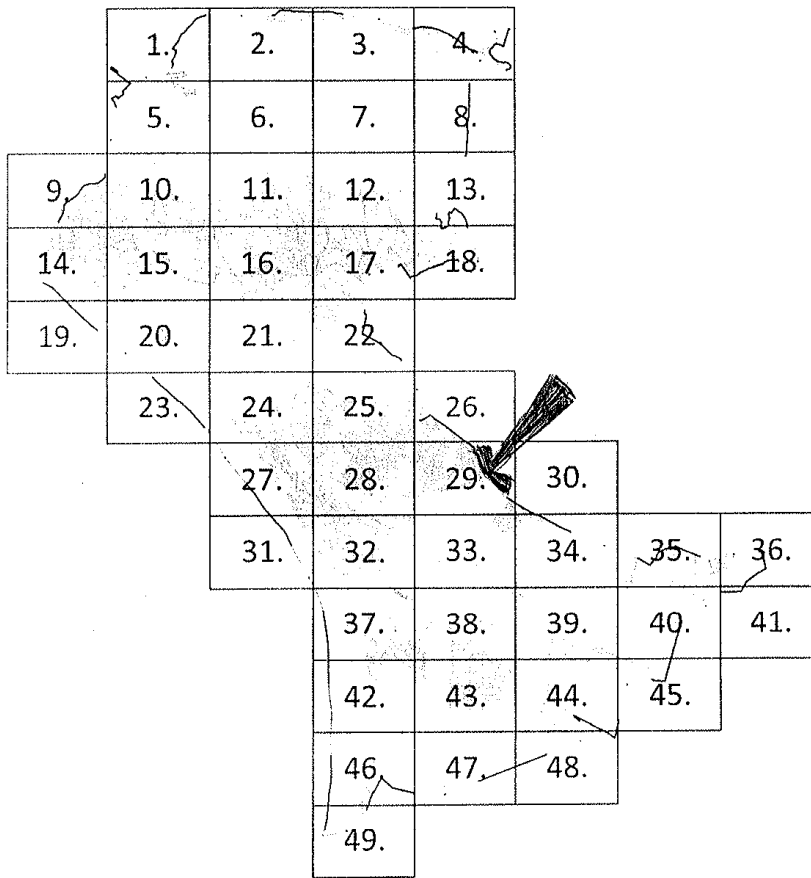 1. 2. 3. 4.
5. 6. 7. 8.
9. 10. 11. 12. 13.
14. 15. 16. 17. 18.
19. 20. 21. 22
23. 24. 25. 26.
27. 28. 29. 30.
31. 32. 33. 34. 35. 36.
37. 38. 39. 40. 41.
42. 43. 44. 45.
46. 47. 48.
49.